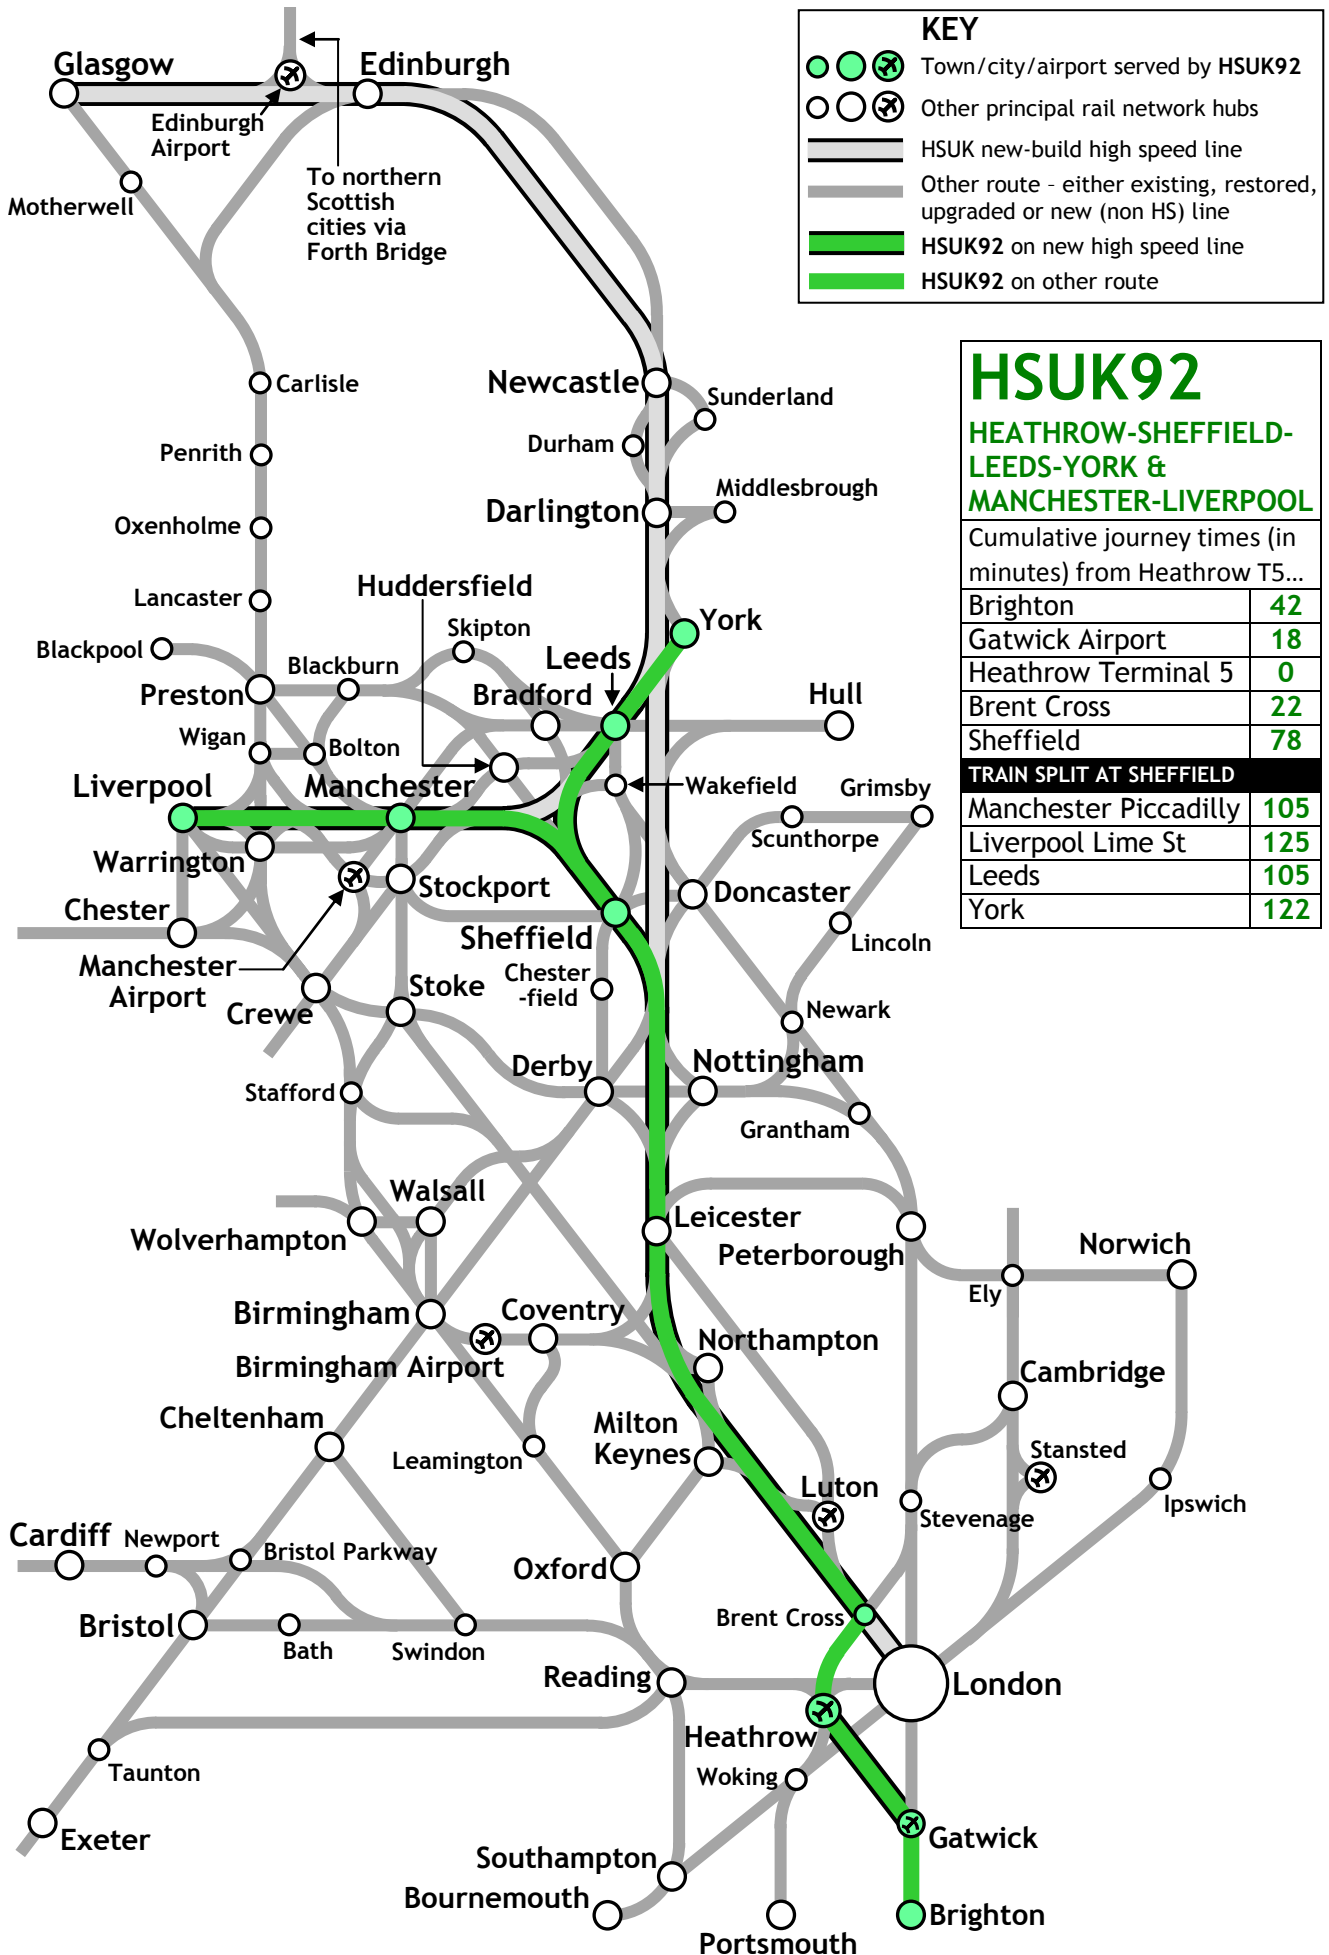 KEY
Town/city/airport served by HSUK92
Other principal rail network hubs
HSUK new-build high speed line
Other route - either existing, restored,
upgraded or new (non HS) line
HSUK92 on new high speed line
HSUK92 on other route
HSUK92
HEATHROW-SHEFFIELD-
LEEDS-YORK &
MANCHESTER-LIVERPOOL
Cumulative journey times (in
minutes) from Heathrow T5...
Brighton 42
Gatwick Airport 18
Heathrow Terminal 5 0
Brent Cross 22
Sheffield 78
TRAIN SPLIT AT SHEFFIELD
Manchester Piccadilly 105
Liverpool Lime St 125
Leeds 105
York 122
Glasgow
Edinburgh
Edinburgh
Airport
To northern
Scottish
cities via
Forth Bridge
Motherwell
Carlisle
Newcastle
Sunderland
Durham
Penrith
Middlesbrough
Darlington
Oxenholme
Huddersfield
Lancaster
York
Skipton
Blackpool
Leeds
Blackburn
Preston
Bradford
Hull
Wigan
Bolton
Liverpool
Manchester
Wakefield
Grimsby
Scunthorpe
Warrington
Stockport
Doncaster
Chester
Sheffield
Lincoln
Manchester
Airport
Chester
-field
Stoke
Crewe
Newark
Derby
Nottingham
Stafford
Grantham
Walsall
Leicester
Wolverhampton
Peterborough
Norwich
Ely
Birmingham
Coventry
Northampton
Birmingham Airport
Cambridge
Cheltenham
Milton
Keynes
Leamington
Stansted
Luton
Ipswich
Stevenage
Cardiff
Newport
Bristol Parkway
Oxford
Bristol
Brent Cross
Bath
Swindon
Reading
London
Heathrow
Woking
Taunton
Exeter
Gatwick
Southampton
Bournemouth
Brighton
Portsmouth